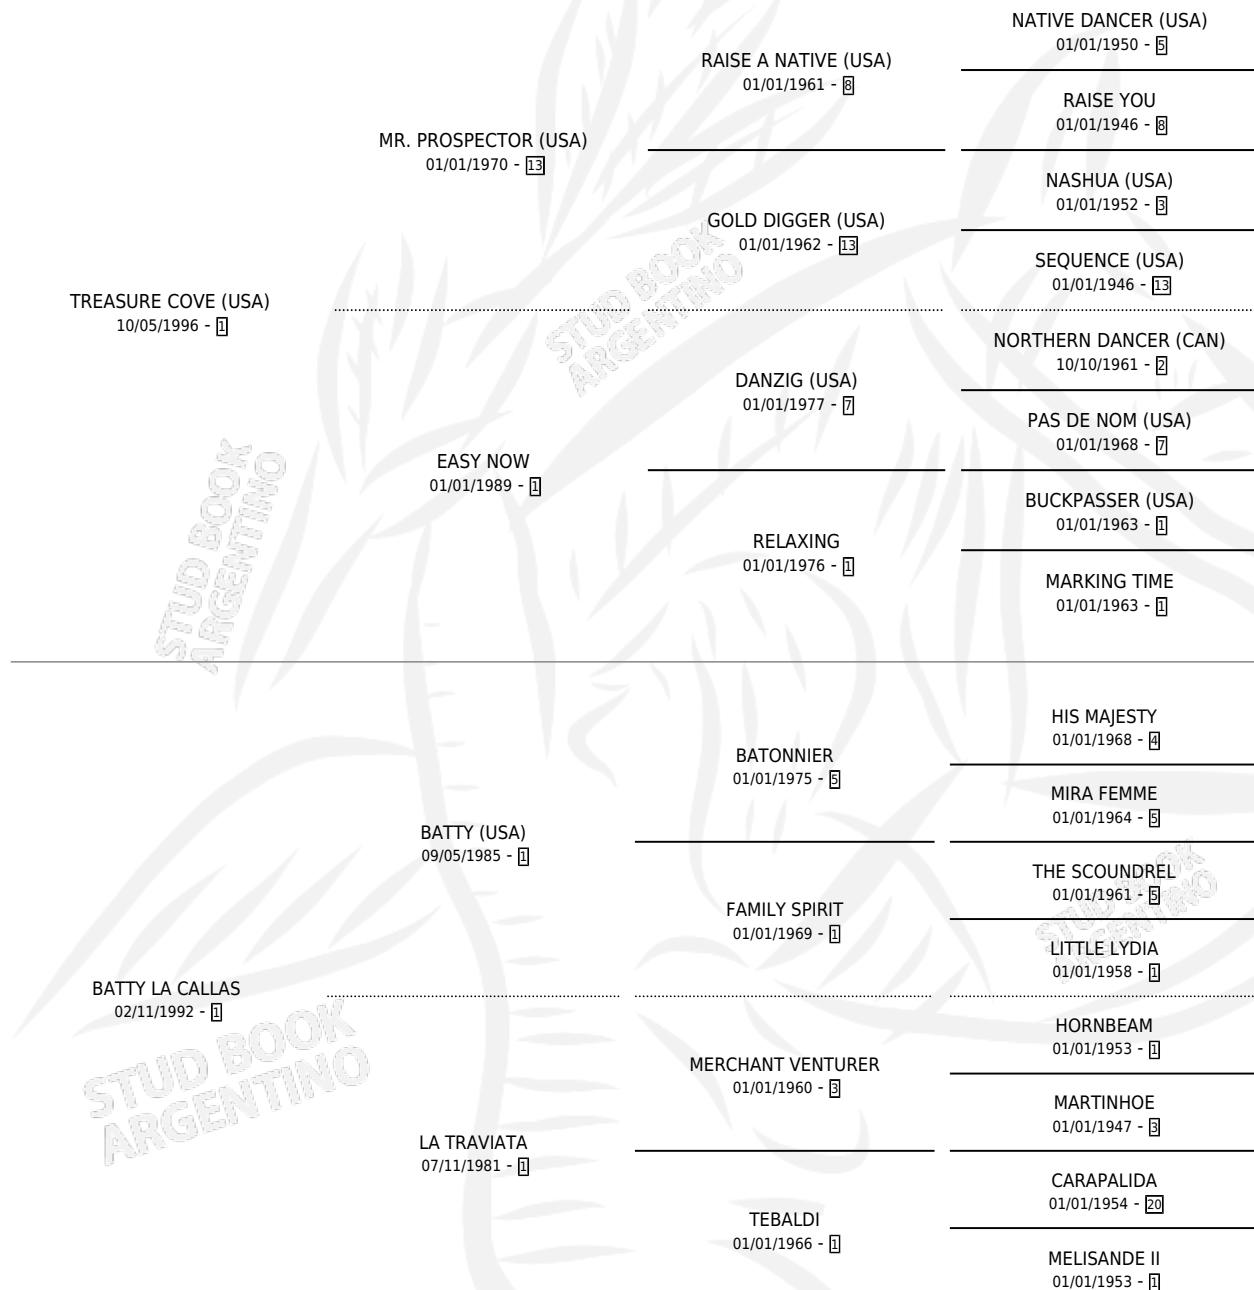 NATIVE DANCER (USA)
01/01/1950 - 5
RAISE A NATIVE (USA)
01/01/1961 - 8
RAISE YOU
01/01/1946 - 8
MR. PROSPECTOR (USA)
01/01/1970 - 13
NASHUA (USA)
01/01/1952 - 3
GOLD DIGGER (USA)
01/01/1962 - 13
SEQUENCE (USA)
01/01/1946 - 13
TREASURE COVE (USA)
10/05/1996 - 1
NORTHERN DANCER (CAN)
10/10/1961 - 2
DANZIG (USA)
01/01/1977 - 7
PAS DE NOM (USA)
01/01/1968 - 7
EASY NOW
01/01/1989 - 1
BUCKPASSER (USA)
01/01/1963 - 1
RELAXING
01/01/1976 - 1
MARKING TIME
01/01/1963 - 1
HIS MAJESTY
01/01/1968 - 4
BATONNIER
01/01/1975 - 5
MIRA FEMME
01/01/1964 - 5
BATTY (USA)
09/05/1985 - 1
THE SCOUNDREL
01/01/1961 - 5
FAMILY SPIRIT
01/01/1969 - 1
LITTLE LYDIA
01/01/1958 - 1
BATTY LA CALLAS
02/11/1992 - 1
HORNBEAM
01/01/1953 - 1
MERCHANT VENTURER
01/01/1960 - 3
MARTINHOE
01/01/1947 - 3
LA TRAVIATA
07/11/1981 - 1
CARAPALIDA
01/01/1954 - 20
TEBALDI
01/01/1966 - 1
MELISANDE II
01/01/1953 - 1
STUD BOOK
ARGENTINO
STUD BOOK
ARGENTINO
STUD BOOK
ARGENTINO
STUD BOOK
ARGENTINO